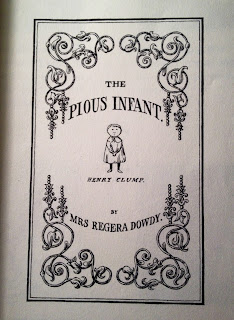 THE
PIOUS INFANT
HENRY CLUMP.
BY
MRS REGERA DOWDY.